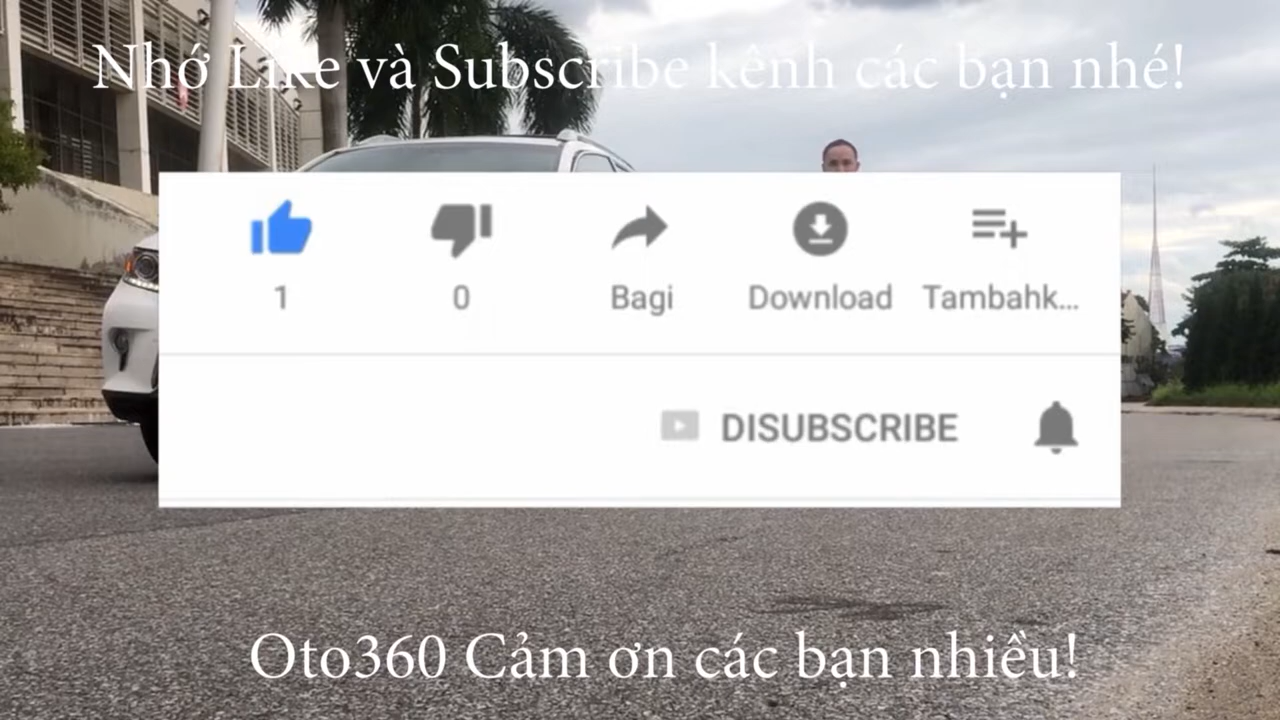 Nhớ Like và Subscribe kênh các bạn nhé!
1 0 Bagi Download Tambahk...
DISUBSCRIBE
Oto360 Cảm ơn các bạn nhiều!